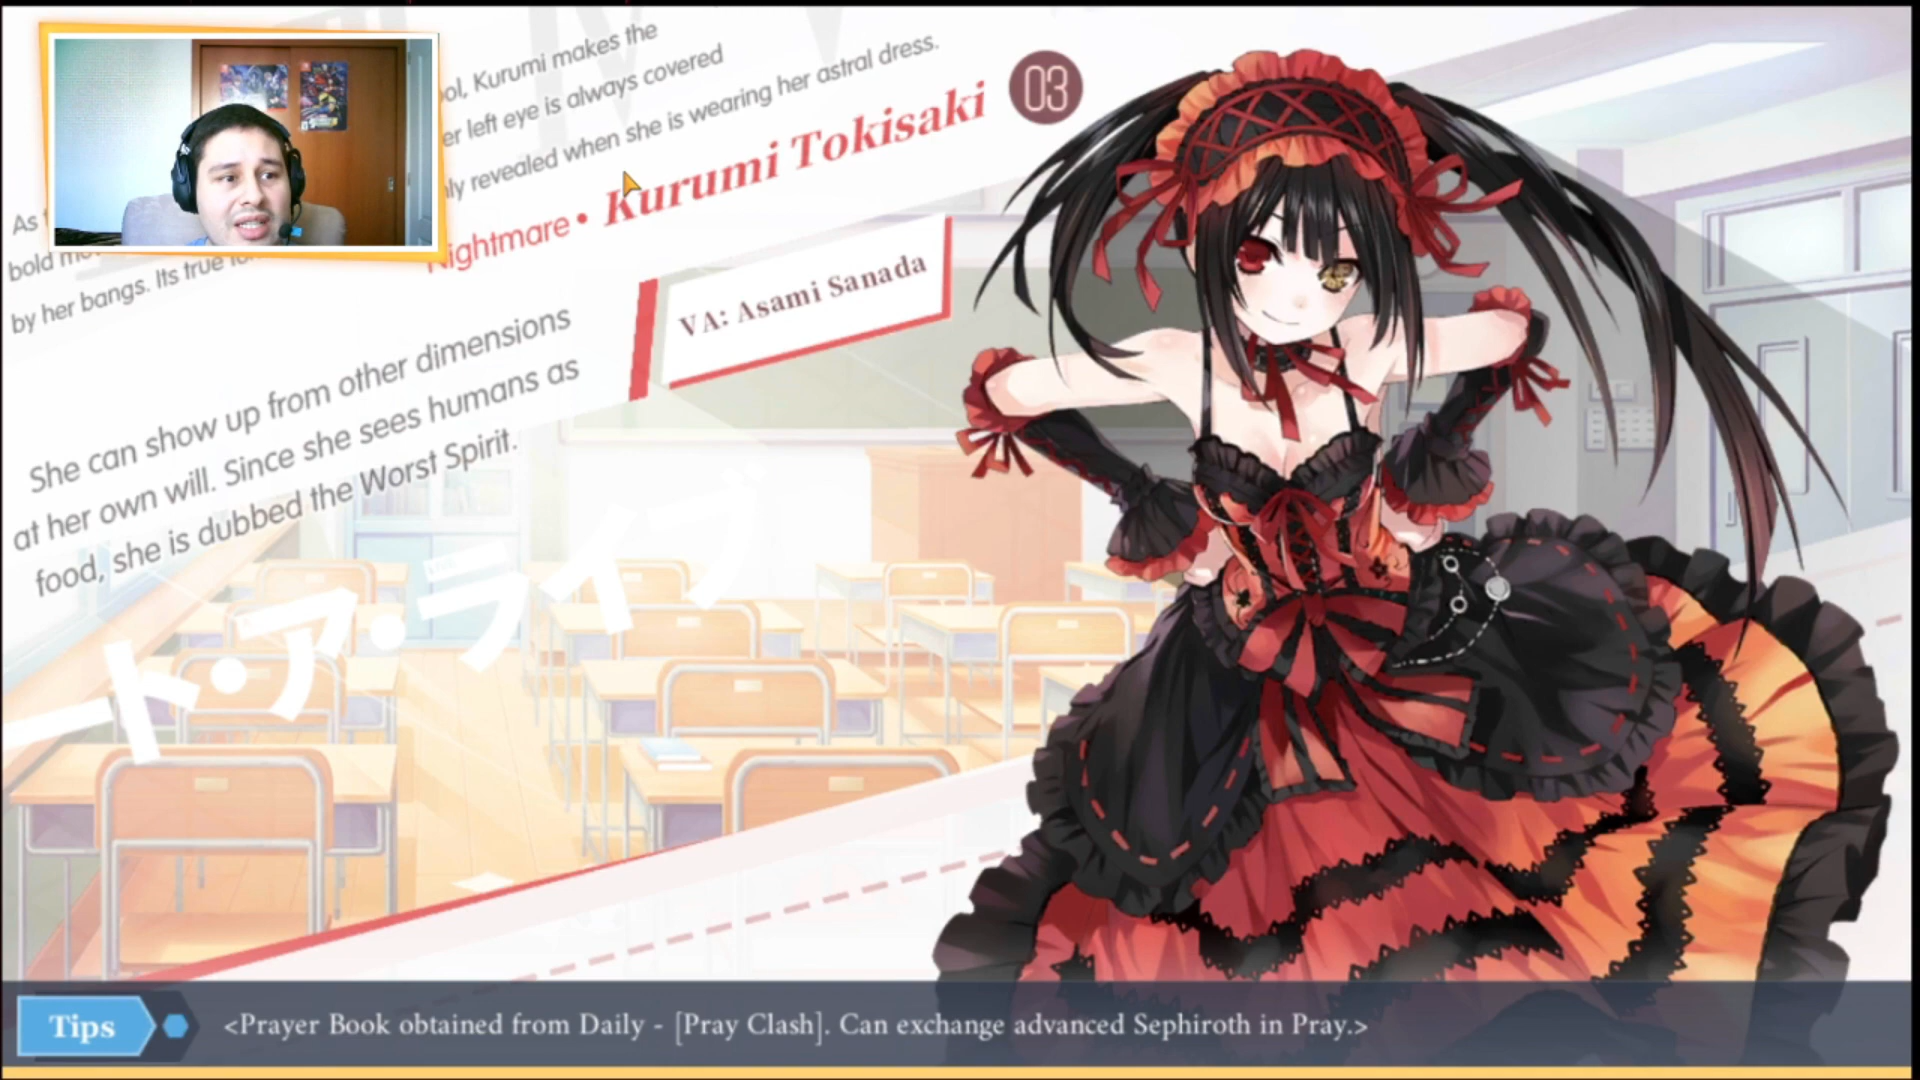 ol, Kurumi makes the
er left eye is always covered
ly revealed when she is wearing her astral dress.
As
bold
by her bangs. Its true
03
Nightmare • Kurumi Tokisaki
VA: Asami Sanada
She can show up from other dimensions
at her own will. Since she sees humans as
food, she is dubbed the Worst Spirit.
ート・ア・ライブ
Tips
<Prayer Book obtained from Daily - [Pray Clash]. Can exchange advanced Sephiroth in Pray.>